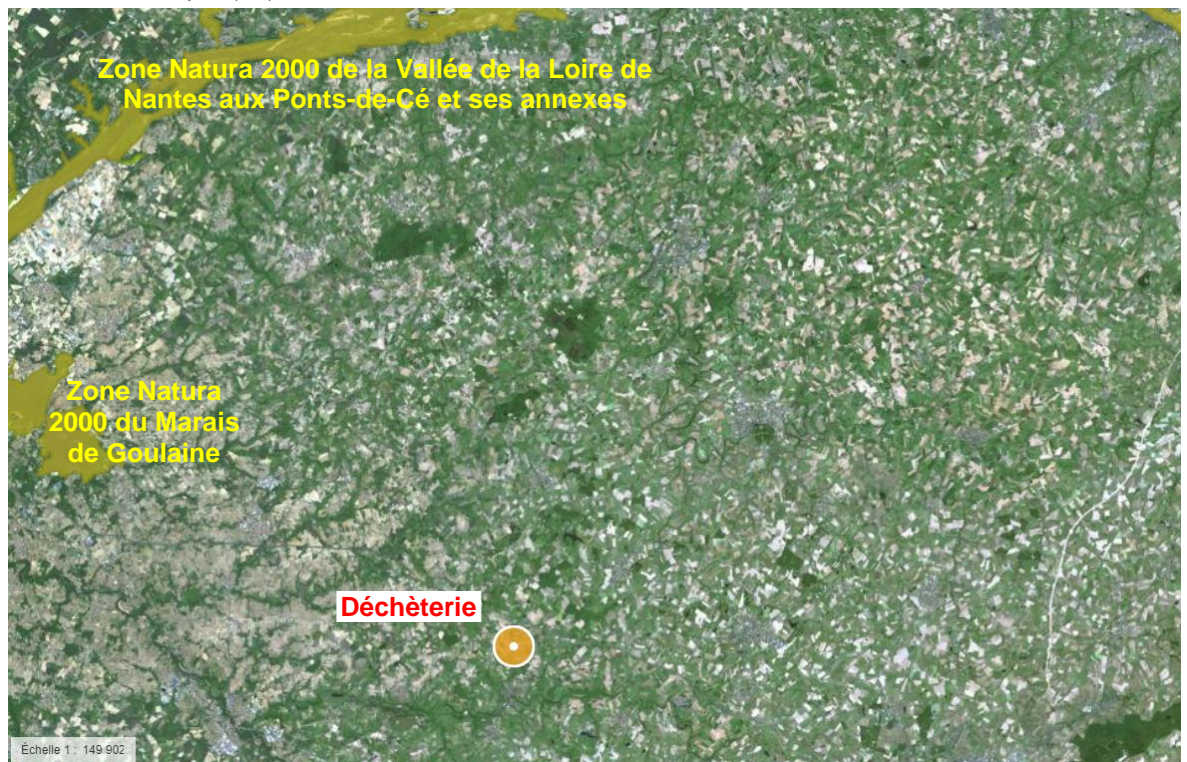 Zone Natura 2000 de la Vallée de la Loire de
Nantes aux Ponts-de-Cé et ses annexes
Zone Natura
2000 du Marais
de Goulaine
Déchèterie
Échelle 1 : 149 902